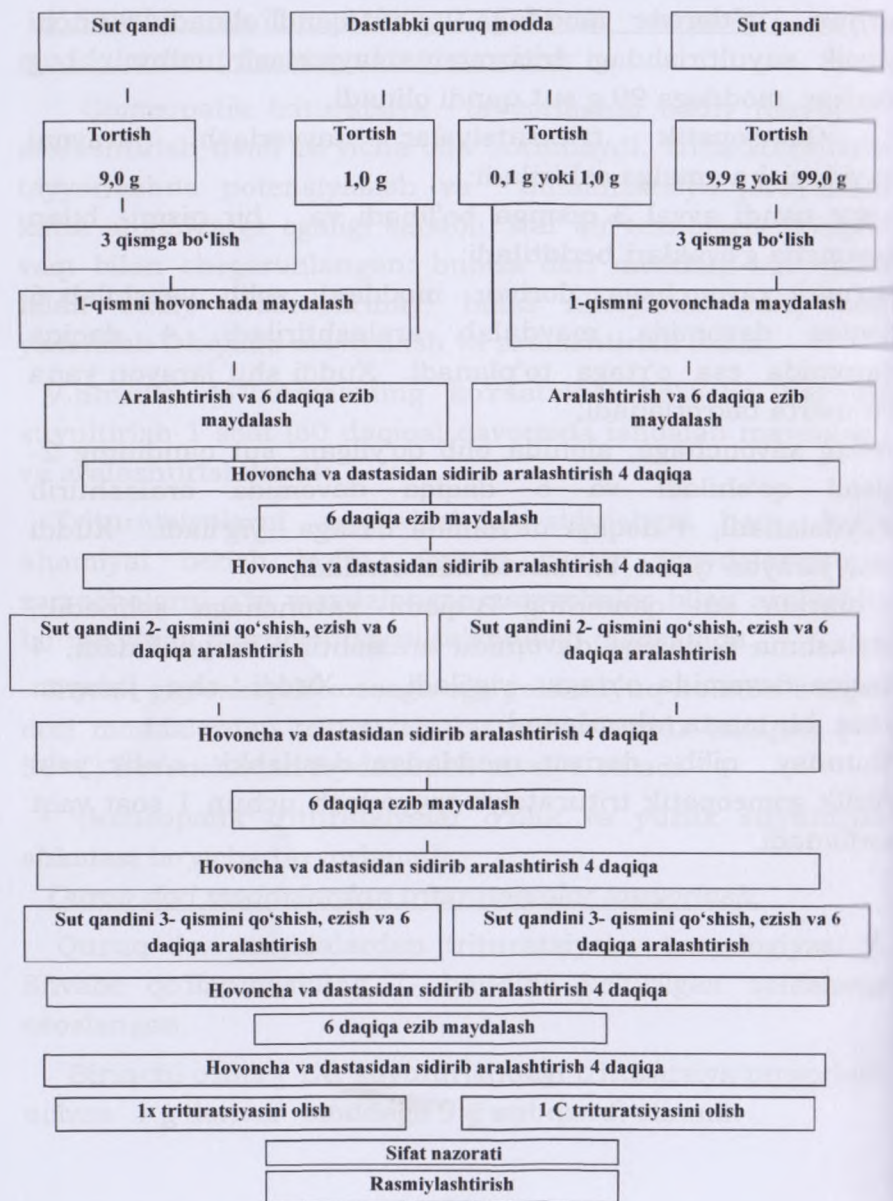 Sut qandi
Dastlabki quruq modda
Sut qandi
Tortish
Tortish
Tortish
Tortish
9,0 g
1,0 g
0,1 g yoki 1,0 g
9,9 g yoki 99,0 g
3 qismga bo‘lish
3 qismga bo‘lish
1-qismni hovonchada maydalash
1-qismni govonchada maydalash
Aralashtirish va 6 daqiqa ezib
maydalash
Aralashtirish va 6 daqiqa ezib
maydalash
Hovoncha va dastasidan sidirib aralashtirish 4 daqiqa
6 daqiqa ezib maydalash
Hovoncha va dastasidan sidirib aralashtirish 4 daqiqa
Sut qandini 2- qismini qo‘shish, ezish va 6
daqiqa aralashtirish
Sut qandini 2- qismini qo‘shish, ezish va 6
daqiqa aralashtirish
Hovoncha va dastasidan sidirib aralashtirish 4 daqiqa
6 daqiqa ezib maydalash
Hovoncha va dastasidan sidirib aralashtirish 4 daqiqa
Sut qandini 3- qismini qo‘shish, ezish va 6
daqiqa aralashtirish
Sut qandini 3- qismini qo‘shish, ezish va 6
daqiqa aralashtirish
Hovoncha va dastasidan sidirib aralashtirish 4 daqiqa
6 daqiqa ezib maydalash
Hovoncha va dastasidan sidirib aralashtirish 4 daqiqa
1x trituratsiyasini olish
1-C trituratsiyasini olish
Sifat nazorati
Rasmiylashtirish